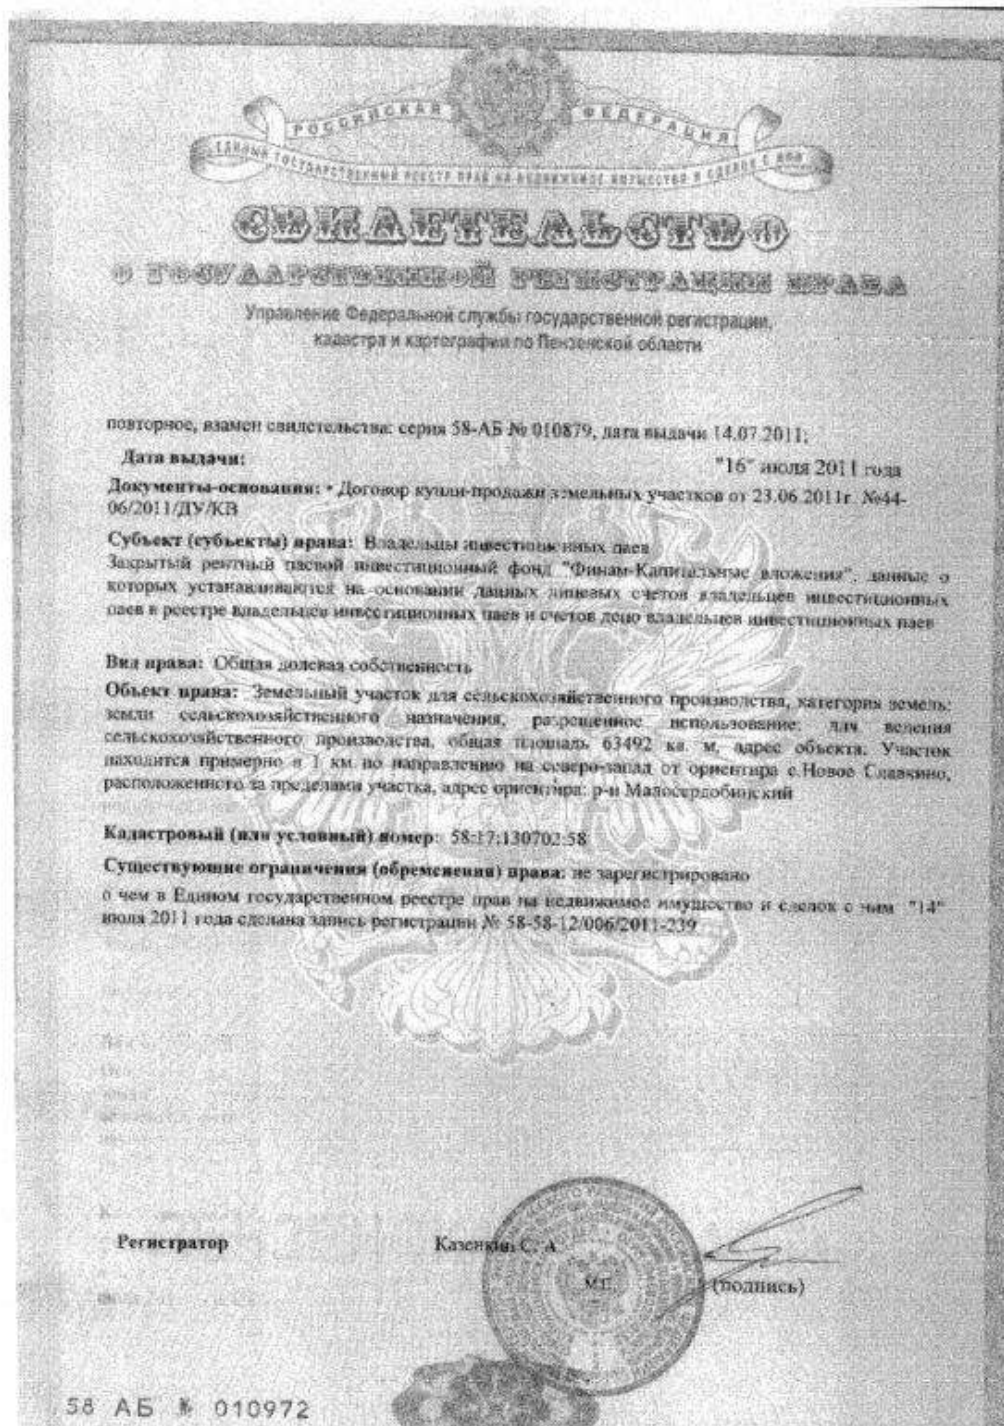 РОССИЙСКАЯ ФЕДЕРАЦИЯ
ЕДИНЫЙ ГОСУДАРСТВЕННЫЙ РЕЕСТР ПРАВ НА НЕДВИЖИМОЕ ИМУЩЕСТВО И СДЕЛОК С НИМ
СВИДЕТЕЛЬСТВО
О ГОСУДАРСТВЕННОЙ РЕГИСТРАЦИИ ПРАВА
Управление Федеральной службы государственной регистрации,
кадастра и картографии по Пензенской области
повторное, взамен свидетельства: серия 58-АБ № 010879, дата выдачи 14.07.2011;
Дата выдачи: "16" июля 2011 года
Документы-основания: • Договор купли-продажи земельных участков от 23.06.2011г. №44-
06/2011/ДУ/КВ
Субъект (субъекты) права: Владельцы инвестиционных паев
Закрытый рентный паевой инвестиционный фонд "Финам-Капитальные вложения", данные о
которых устанавливаются на основании данных лицевых счетов владельцев инвестиционных
паев в реестре владельцев инвестиционных паев и счетов депо владельцев инвестиционных паев
Вид права: Общая долевая собственность
Объект права: Земельный участок для сельскохозяйственного производства, категория земель:
земли сельскохозяйственного назначения, разрешенное использование: для ведения
сельскохозяйственного производства, общая площадь 63492 кв. м, адрес объекта: Участок
находится примерно в 1 км по направлению на северо-запад от ориентира с.Новое Славкино,
расположенного за пределами участка, адрес ориентира: р-н Малосердобинский
Кадастровый (или условный) номер: 58:17:130702:58
Существующие ограничения (обременения) права: не зарегистрировано
о чем в Едином государственном реестре прав на недвижимое имущество и сделок с ним "14"
июля 2011 года сделана запись регистрации № 58-58-12/006/2011-239
Регистратор Казенкин С. А.
М.П. (подпись)
58 АБ № 010972